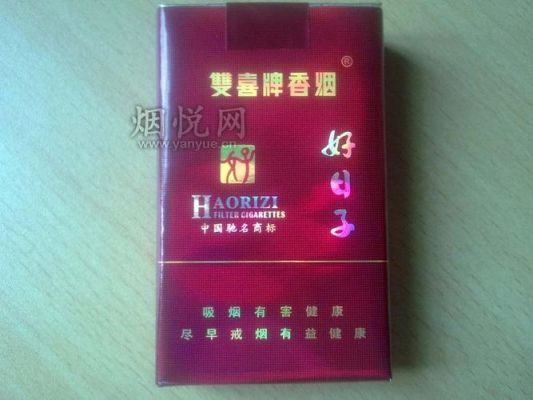 雙喜牌香烟
®
烟悦网
www.yanyue.cn
好日子
HAORIZI
FILTER CIGARETTES
中国驰名商标
吸烟有害健康
尽早戒烟有益健康